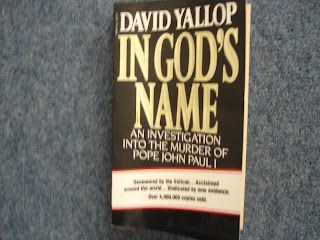 DAVID YALLOP
IN GOD'S
NAME
AN INVESTIGATION
INTO THE MURDER OF
POPE JOHN PAUL I
Denounced by the Vatican... Acclaimed
around the world... Vindicated by new evidence.
Over 4,000,000 copies sold.